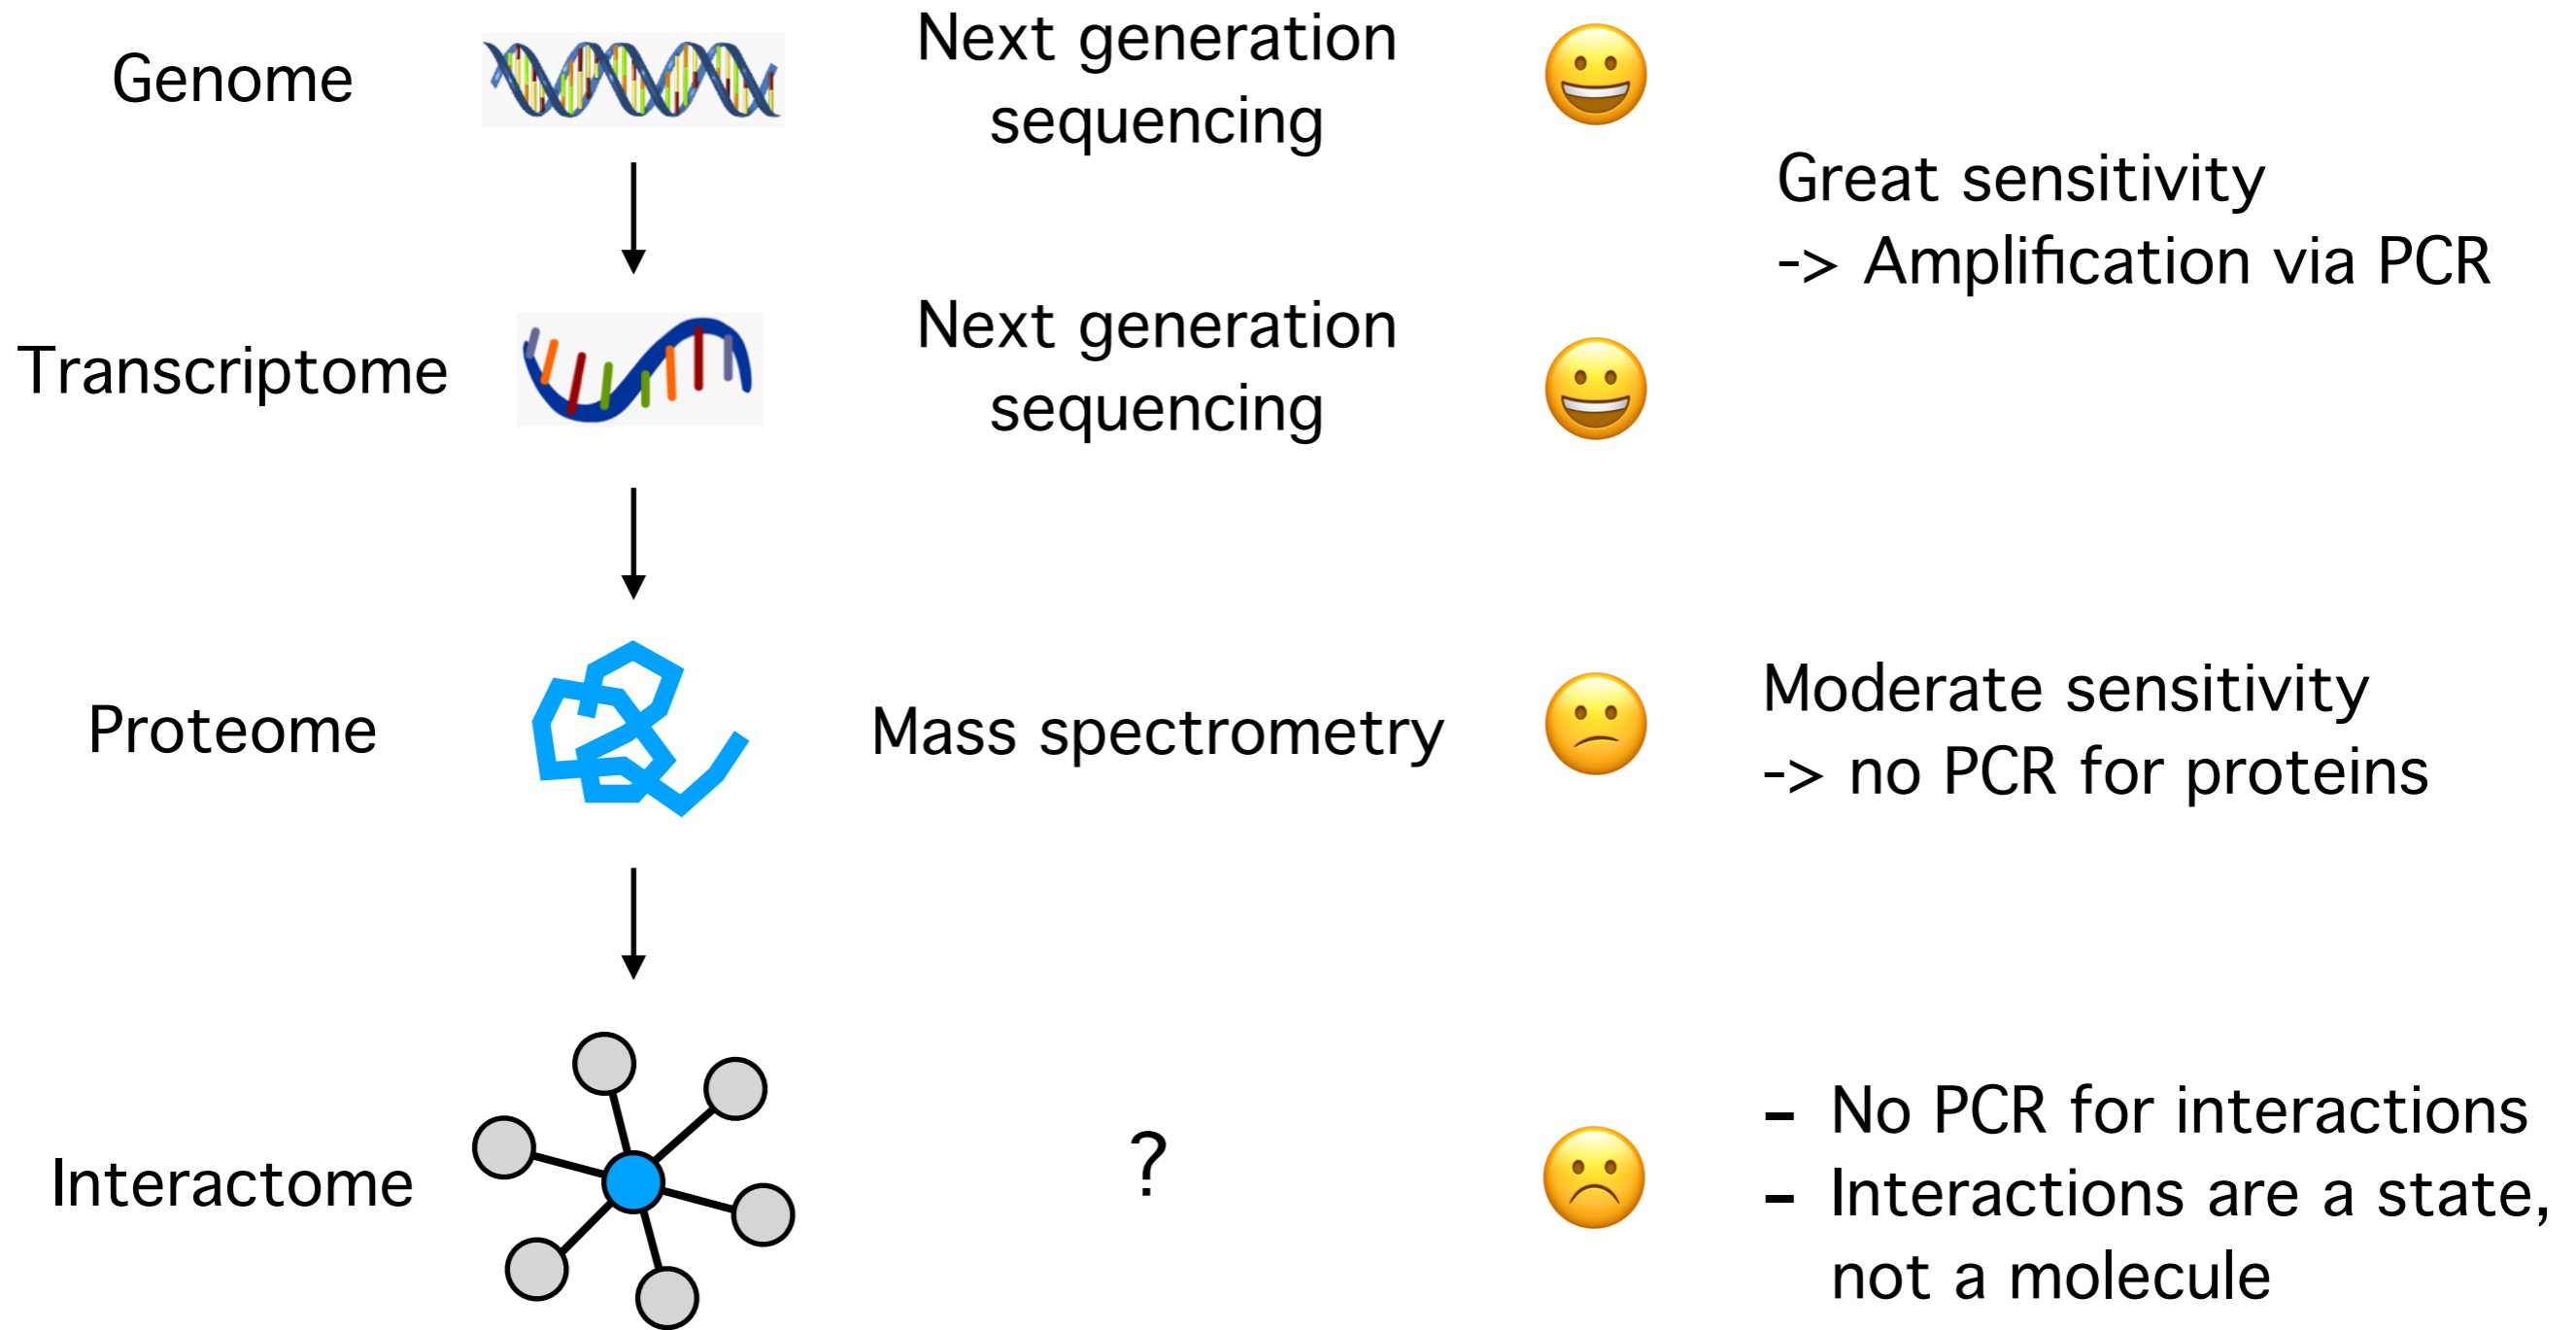 Genome
Next generation
sequencing
Great sensitivity
-> Amplification via PCR
Transcriptome
Next generation
sequencing
Proteome
Mass spectrometry
Moderate sensitivity
-> no PCR for proteins
Interactome
?
- No PCR for interactions
- Interactions are a state,
not a molecule